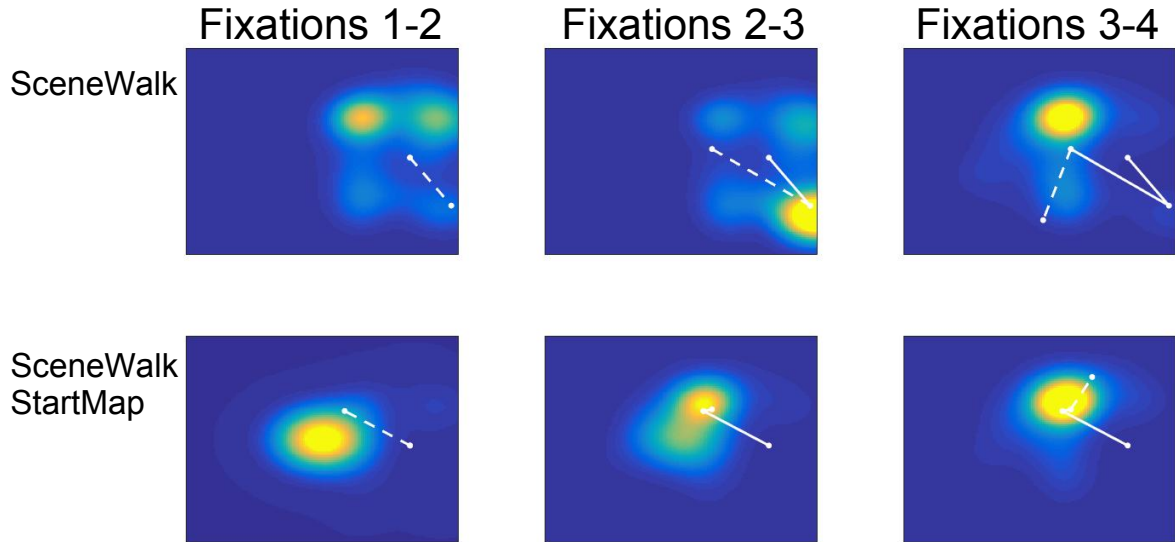 Fixations 1-2
Fixations 2-3
Fixations 3-4
SceneWalk
SceneWalk
StartMap